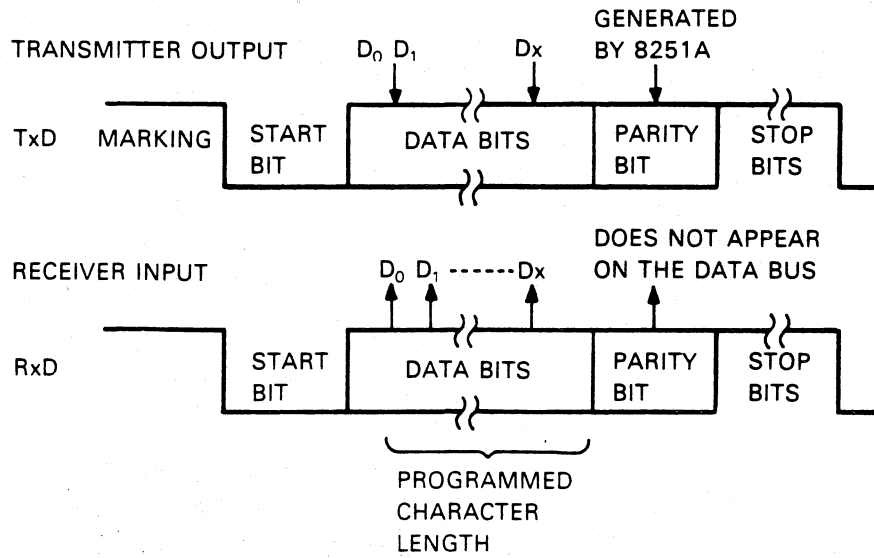 TRANSMITTER OUTPUT
D₀ D₁
Dx
GENERATED
BY 8251A
TxD
MARKING
START
BIT
DATA BITS
PARITY
BIT
STOP
BITS
RECEIVER INPUT
D₀ D₁ ------ Dx
DOES NOT APPEAR
ON THE DATA BUS
RxD
START
BIT
DATA BITS
PARITY
BIT
STOP
BITS
PROGRAMMED
CHARACTER
LENGTH